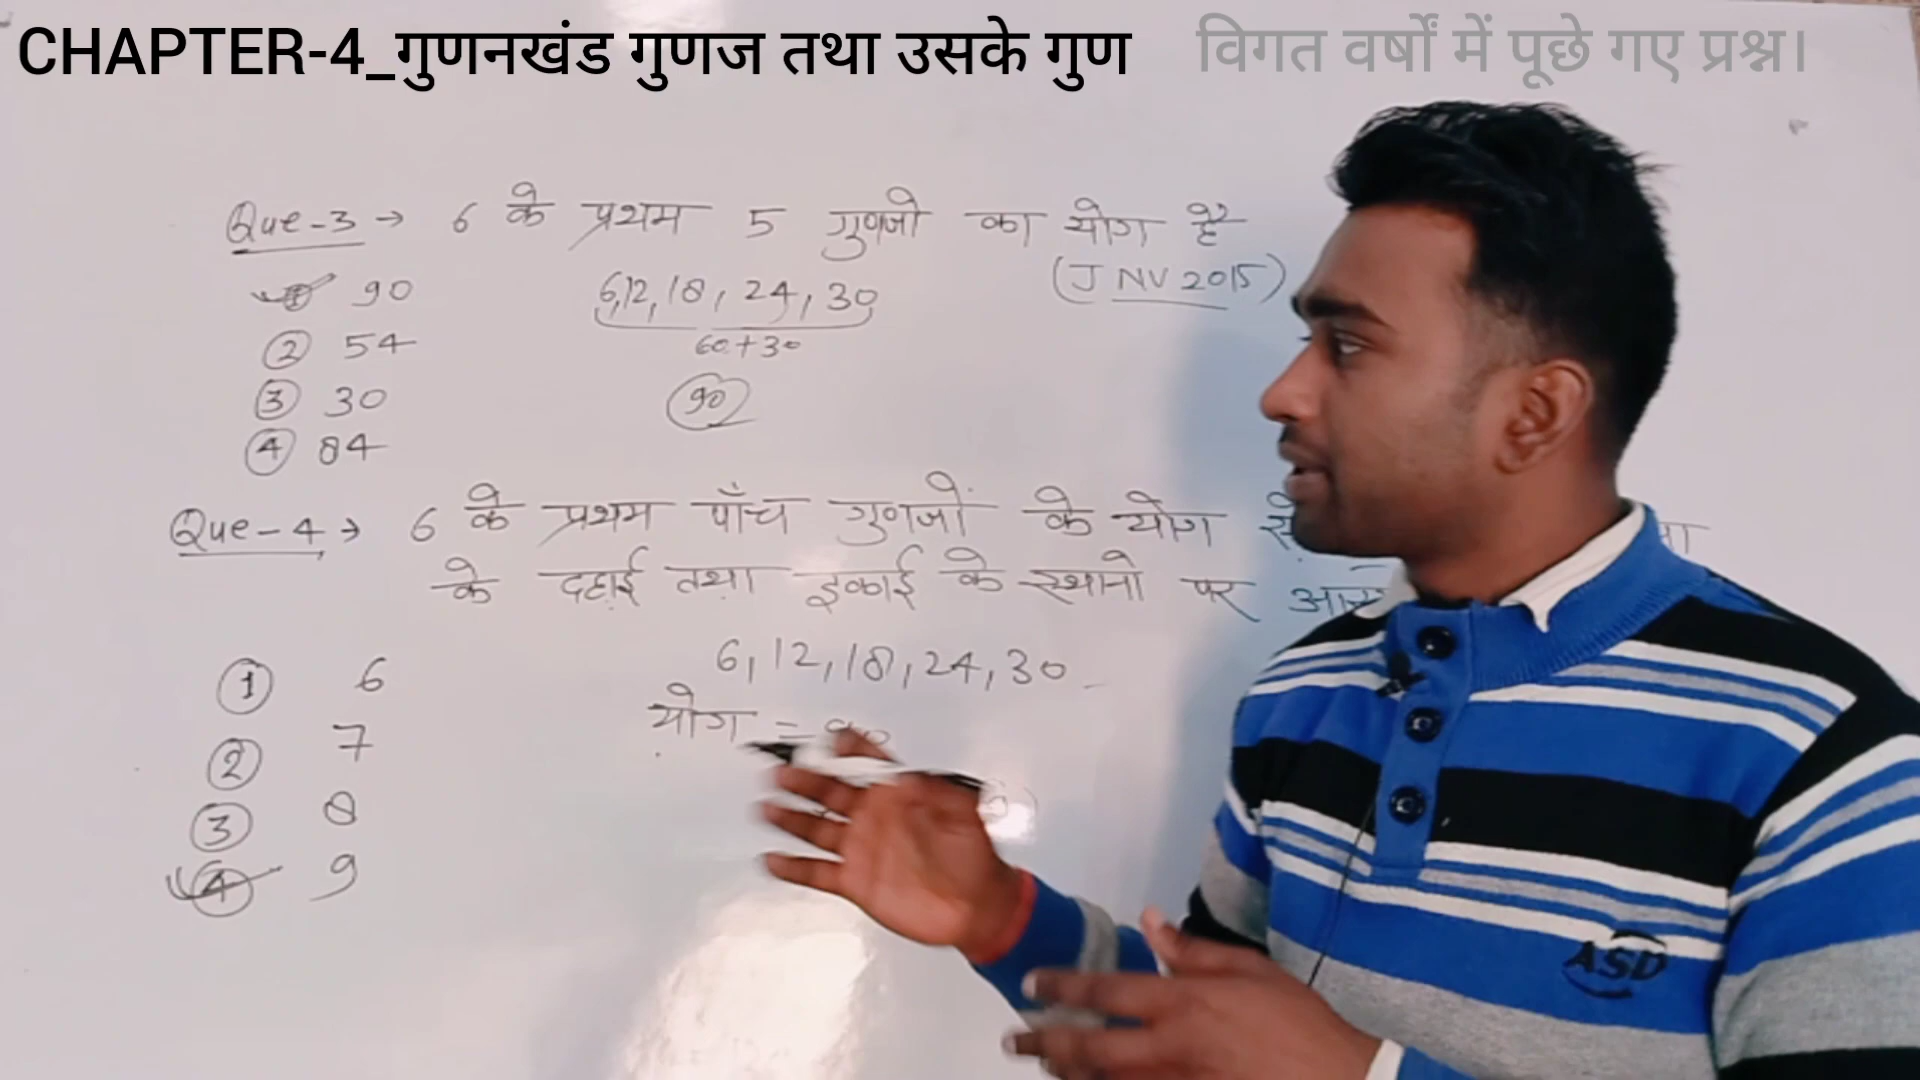 CHAPTER-4_गुणनखंड गुणज तथा उसके गुण
विगत वर्षों में पूछे गए प्रश्न।
Que-3 → 6 के प्रथम 5 गुणजो का योग है
(JNV 2015)
① 90
6,12,18,24,30
② 54
60+30
③ 30
90
④ 84
Que-4 → 6 के प्रथम पाँच गुणजों के योग से
के दहाई तथा इकाई के स्थानो पर
6,12,18,24,30
① 6
योग = 90
② 7
③ 8
④ 9
ASD